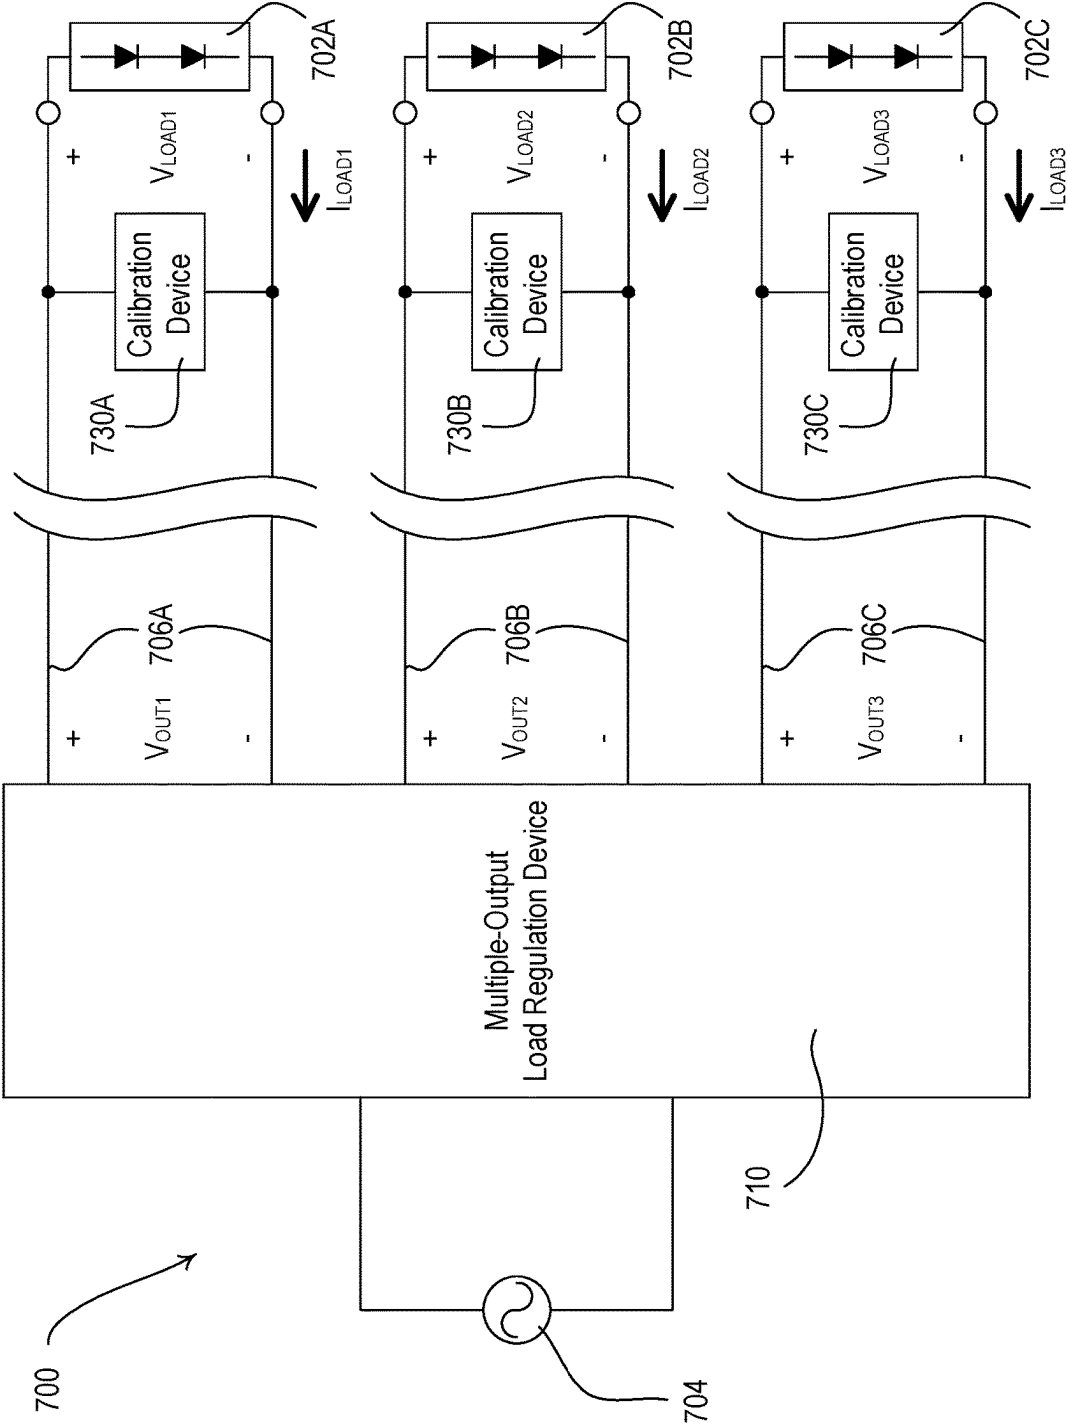 700
704
710
Multiple-Output
Load Regulation Device
+
VOUT1
-
706A
730A
Calibration
Device
+
VLOAD1
-
ILOAD1
702A
+
VOUT2
-
706B
730B
Calibration
Device
+
VLOAD2
-
ILOAD2
702B
+
VOUT3
-
706C
730C
Calibration
Device
+
VLOAD3
-
ILOAD3
702C